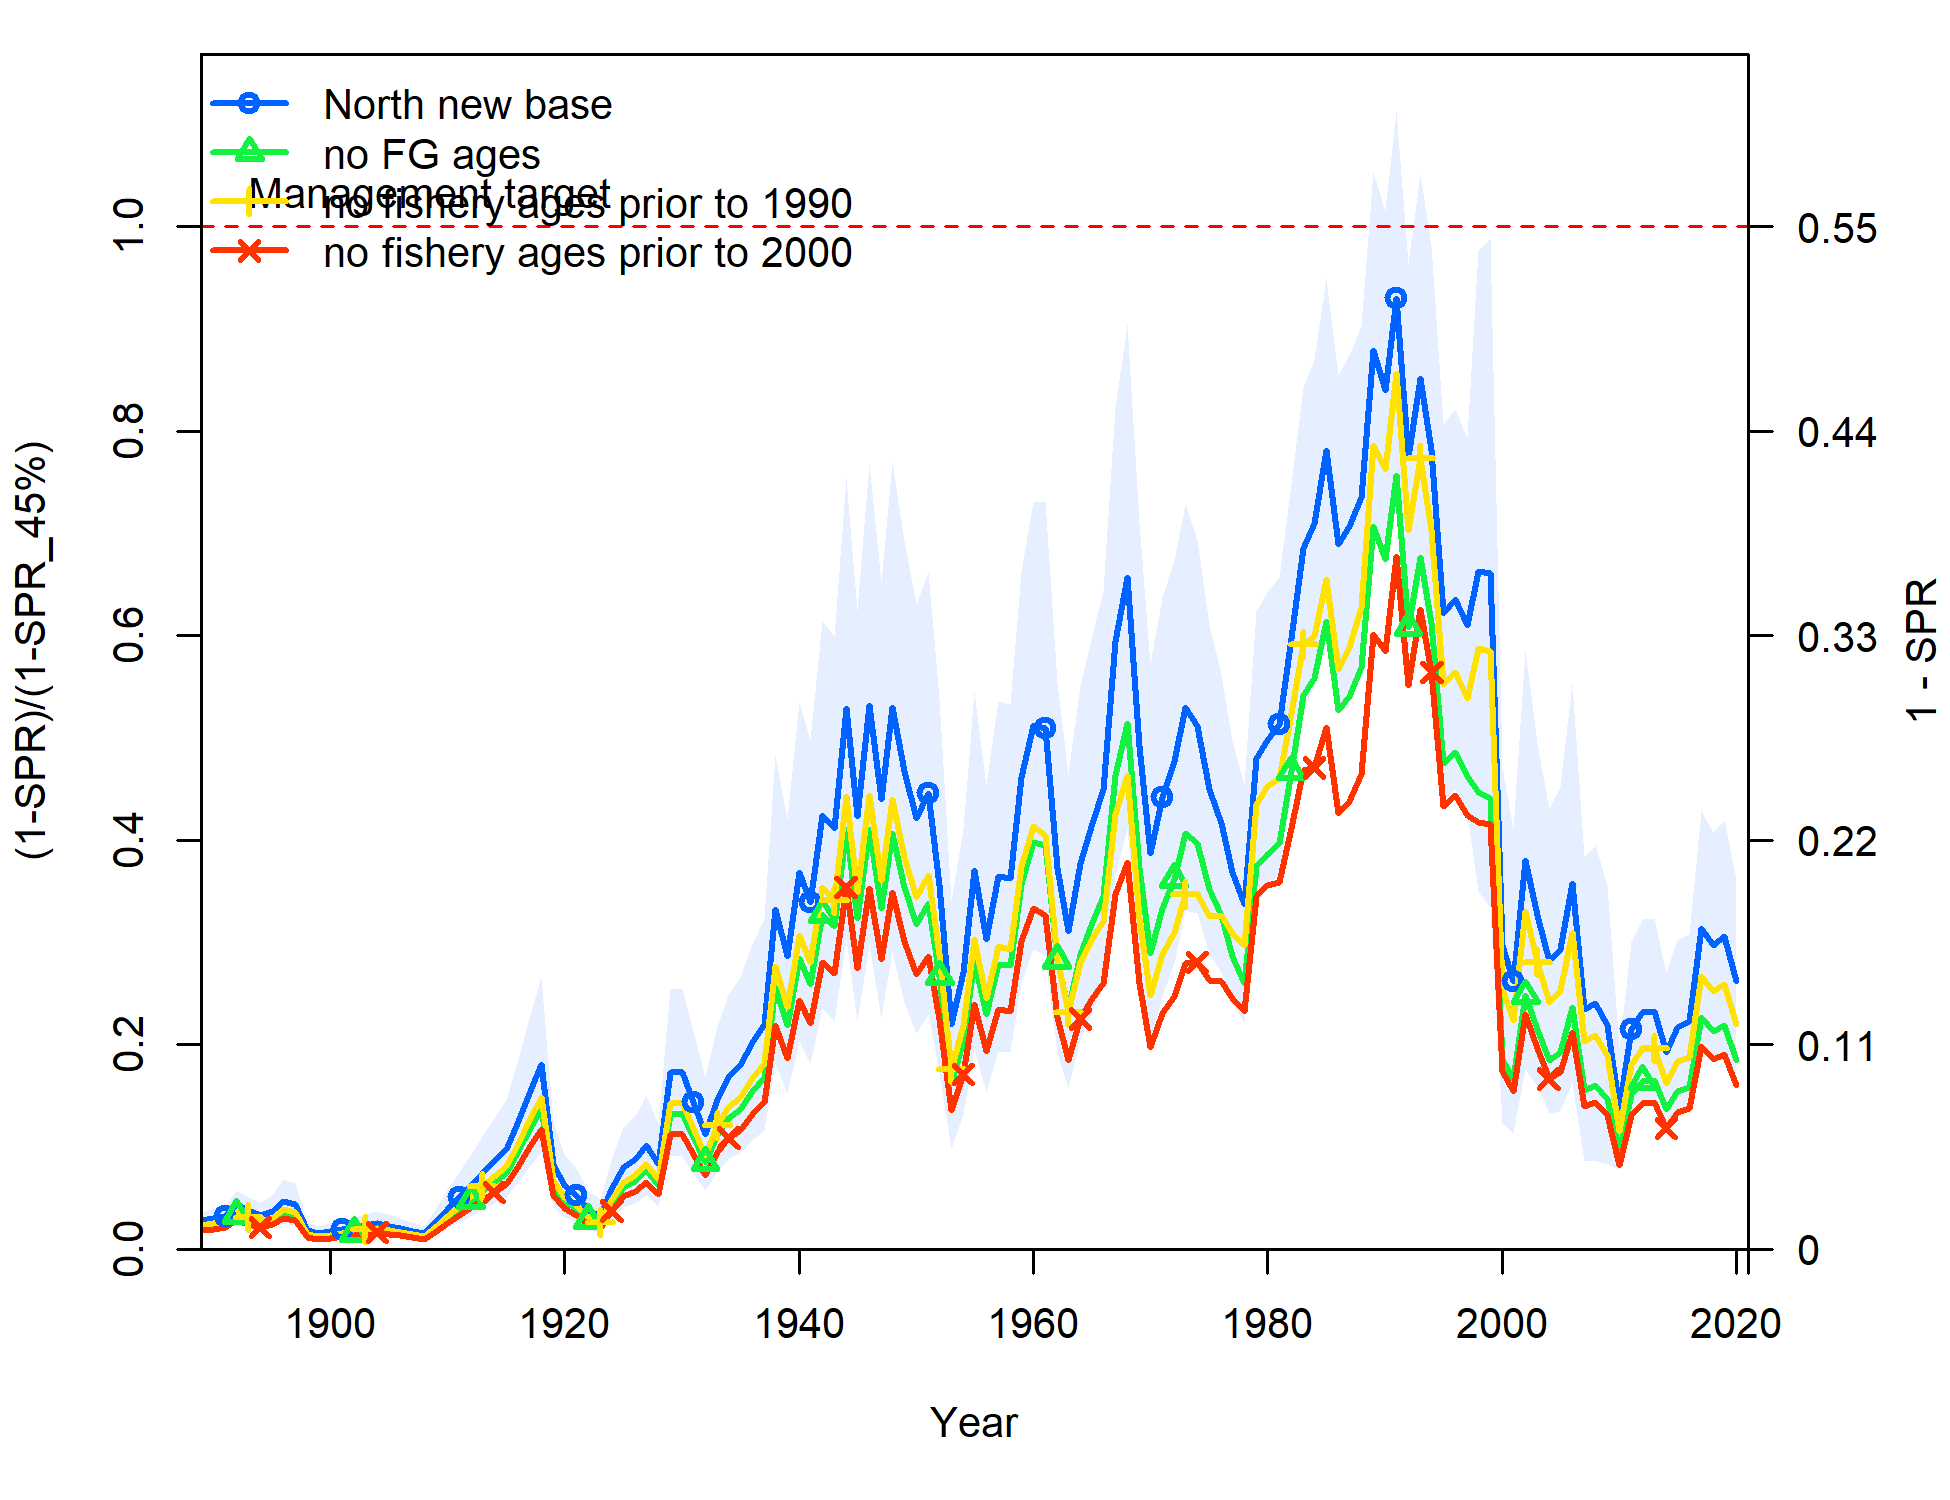 North new base
no FG ages
Management target
no fishery ages prior to 1990
no fishery ages prior to 2000
(1-SPR)/(1-SPR_45%)
1.0
0.8
0.6
0.4
0.2
0.0
0.55
0.44
0.33
0.22
0.11
0
1 - SPR
1900 1920 1940 1960 1980 2000 2020
Year